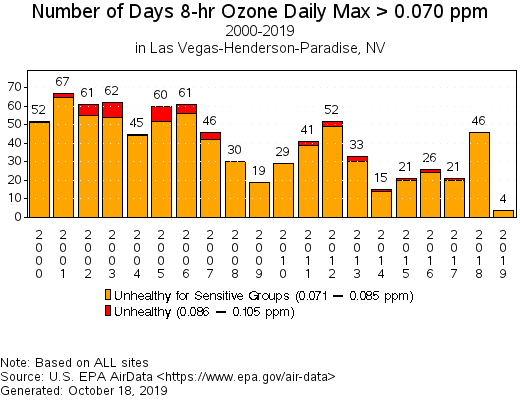 Number of Days 8-hr Ozone Daily Max > 0.070 ppm
2000-2019
in Las Vegas-Henderson-Paradise, NV
70
60
50
40
30
20
10
0
52 67 61 62 45 60 61 46 30 19 29 41 52 33 15 21 26 21 46 4
2000 2001 2002 2003 2004 2005 2006 2007 2008 2009 2010 2011 2012 2013 2014 2015 2016 2017 2018 2019
Unhealthy for Sensitive Groups (0.071 — 0.085 ppm)
Unhealthy (0.086 — 0.105 ppm)
Note: Based on ALL sites
Source: U.S. EPA AirData <https://www.epa.gov/air-data>
Generated: October 18, 2019